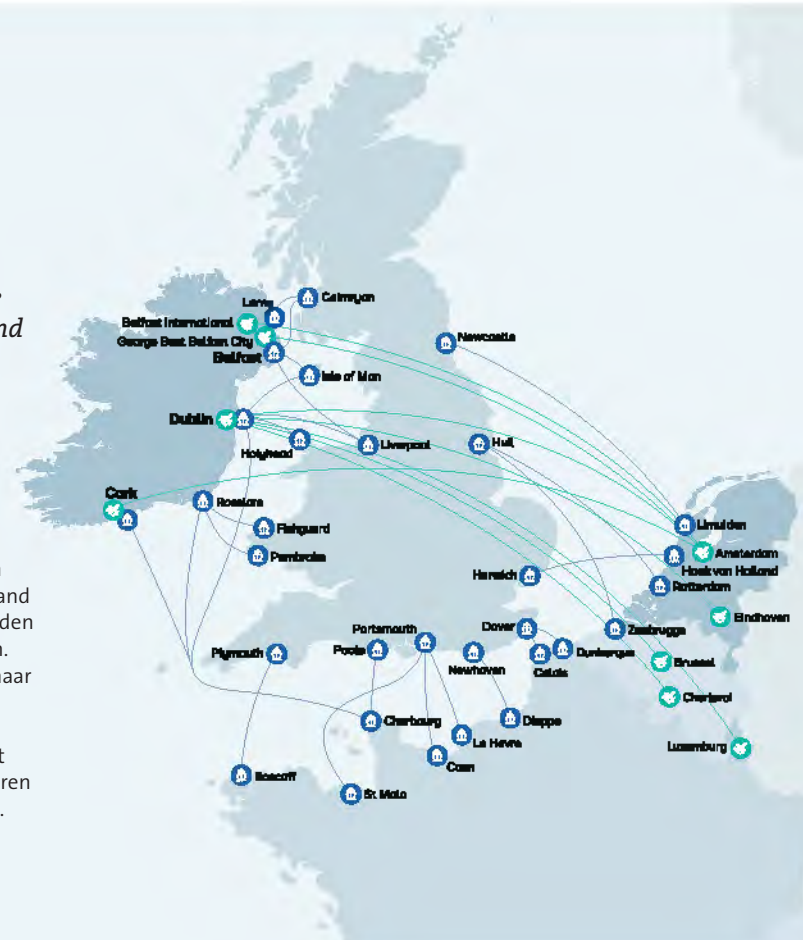 nd
and
den
n.
naar
t
ren
.
Larne
Cairnryan
Belfast International
George Best Belfast City
Belfast
Newcastle
Isle of Man
Dublin
Holyhead
Liverpool
Hull
Cork
Rosslare
Fishguard
Pembroke
IJmuiden
Amsterdam
Hoek van Holland
Rotterdam
Harwich
Eindhoven
Zeebrugge
Dover
Portsmouth
Poole
Plymouth
Newhaven
Calais
Dunkerque
Brussel
Charleroi
Luxemburg
Cherbourg
Dieppe
Le Havre
Caen
Roscoff
St. Malo